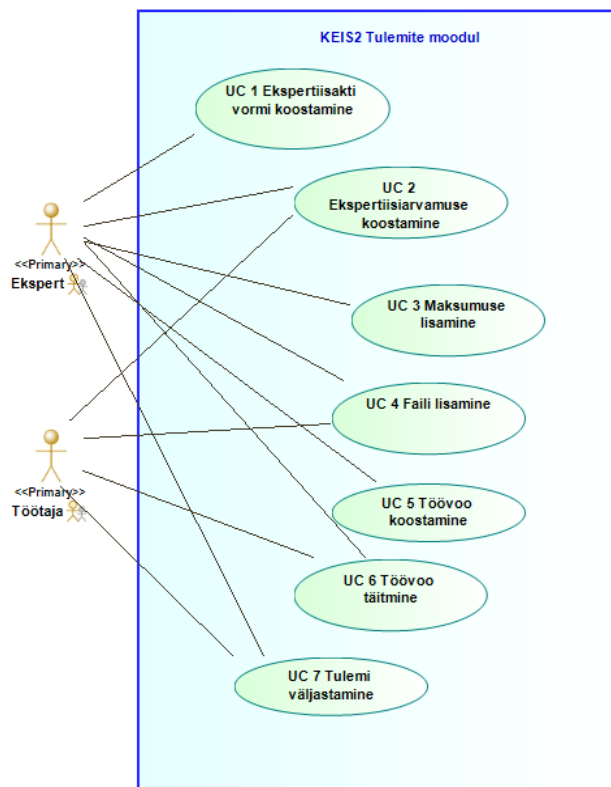 KEIS2 Tulemite moodul
UC 1 Ekspertiisakti
vormi koostamine
UC 2
Ekspertiisiarvamuse
koostamine
<<Primary>>
Ekspert
UC 3 Maksumuse
lisamine
UC 4 Faili lisamine
<<Primary>>
Töötaja
UC 5 Töövoo
koostamine
UC 6 Töövoo
täitmine
UC 7 Tulemi
väljastamine